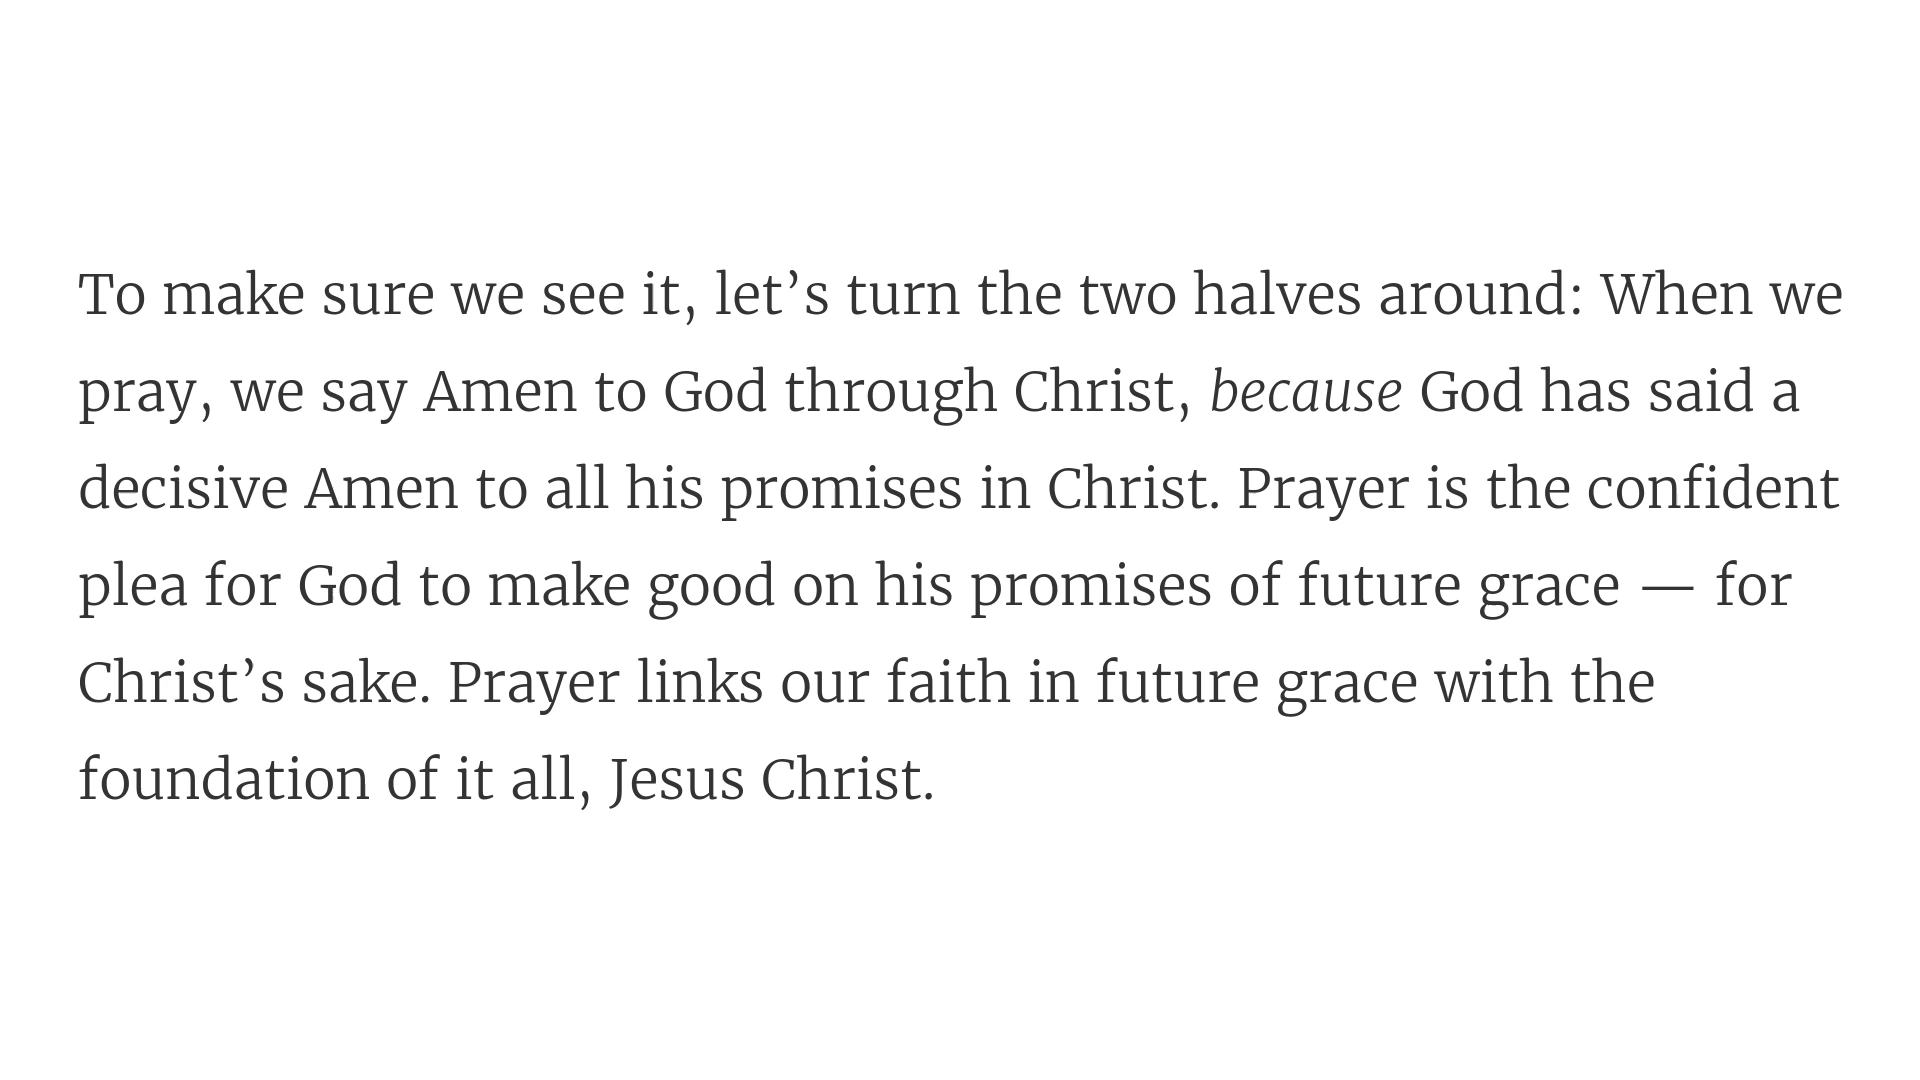 To make sure we see it, let’s turn the two halves around: When we
pray, we say Amen to God through Christ, because God has said a
decisive Amen to all his promises in Christ. Prayer is the confident
plea for God to make good on his promises of future grace — for
Christ’s sake. Prayer links our faith in future grace with the
foundation of it all, Jesus Christ.